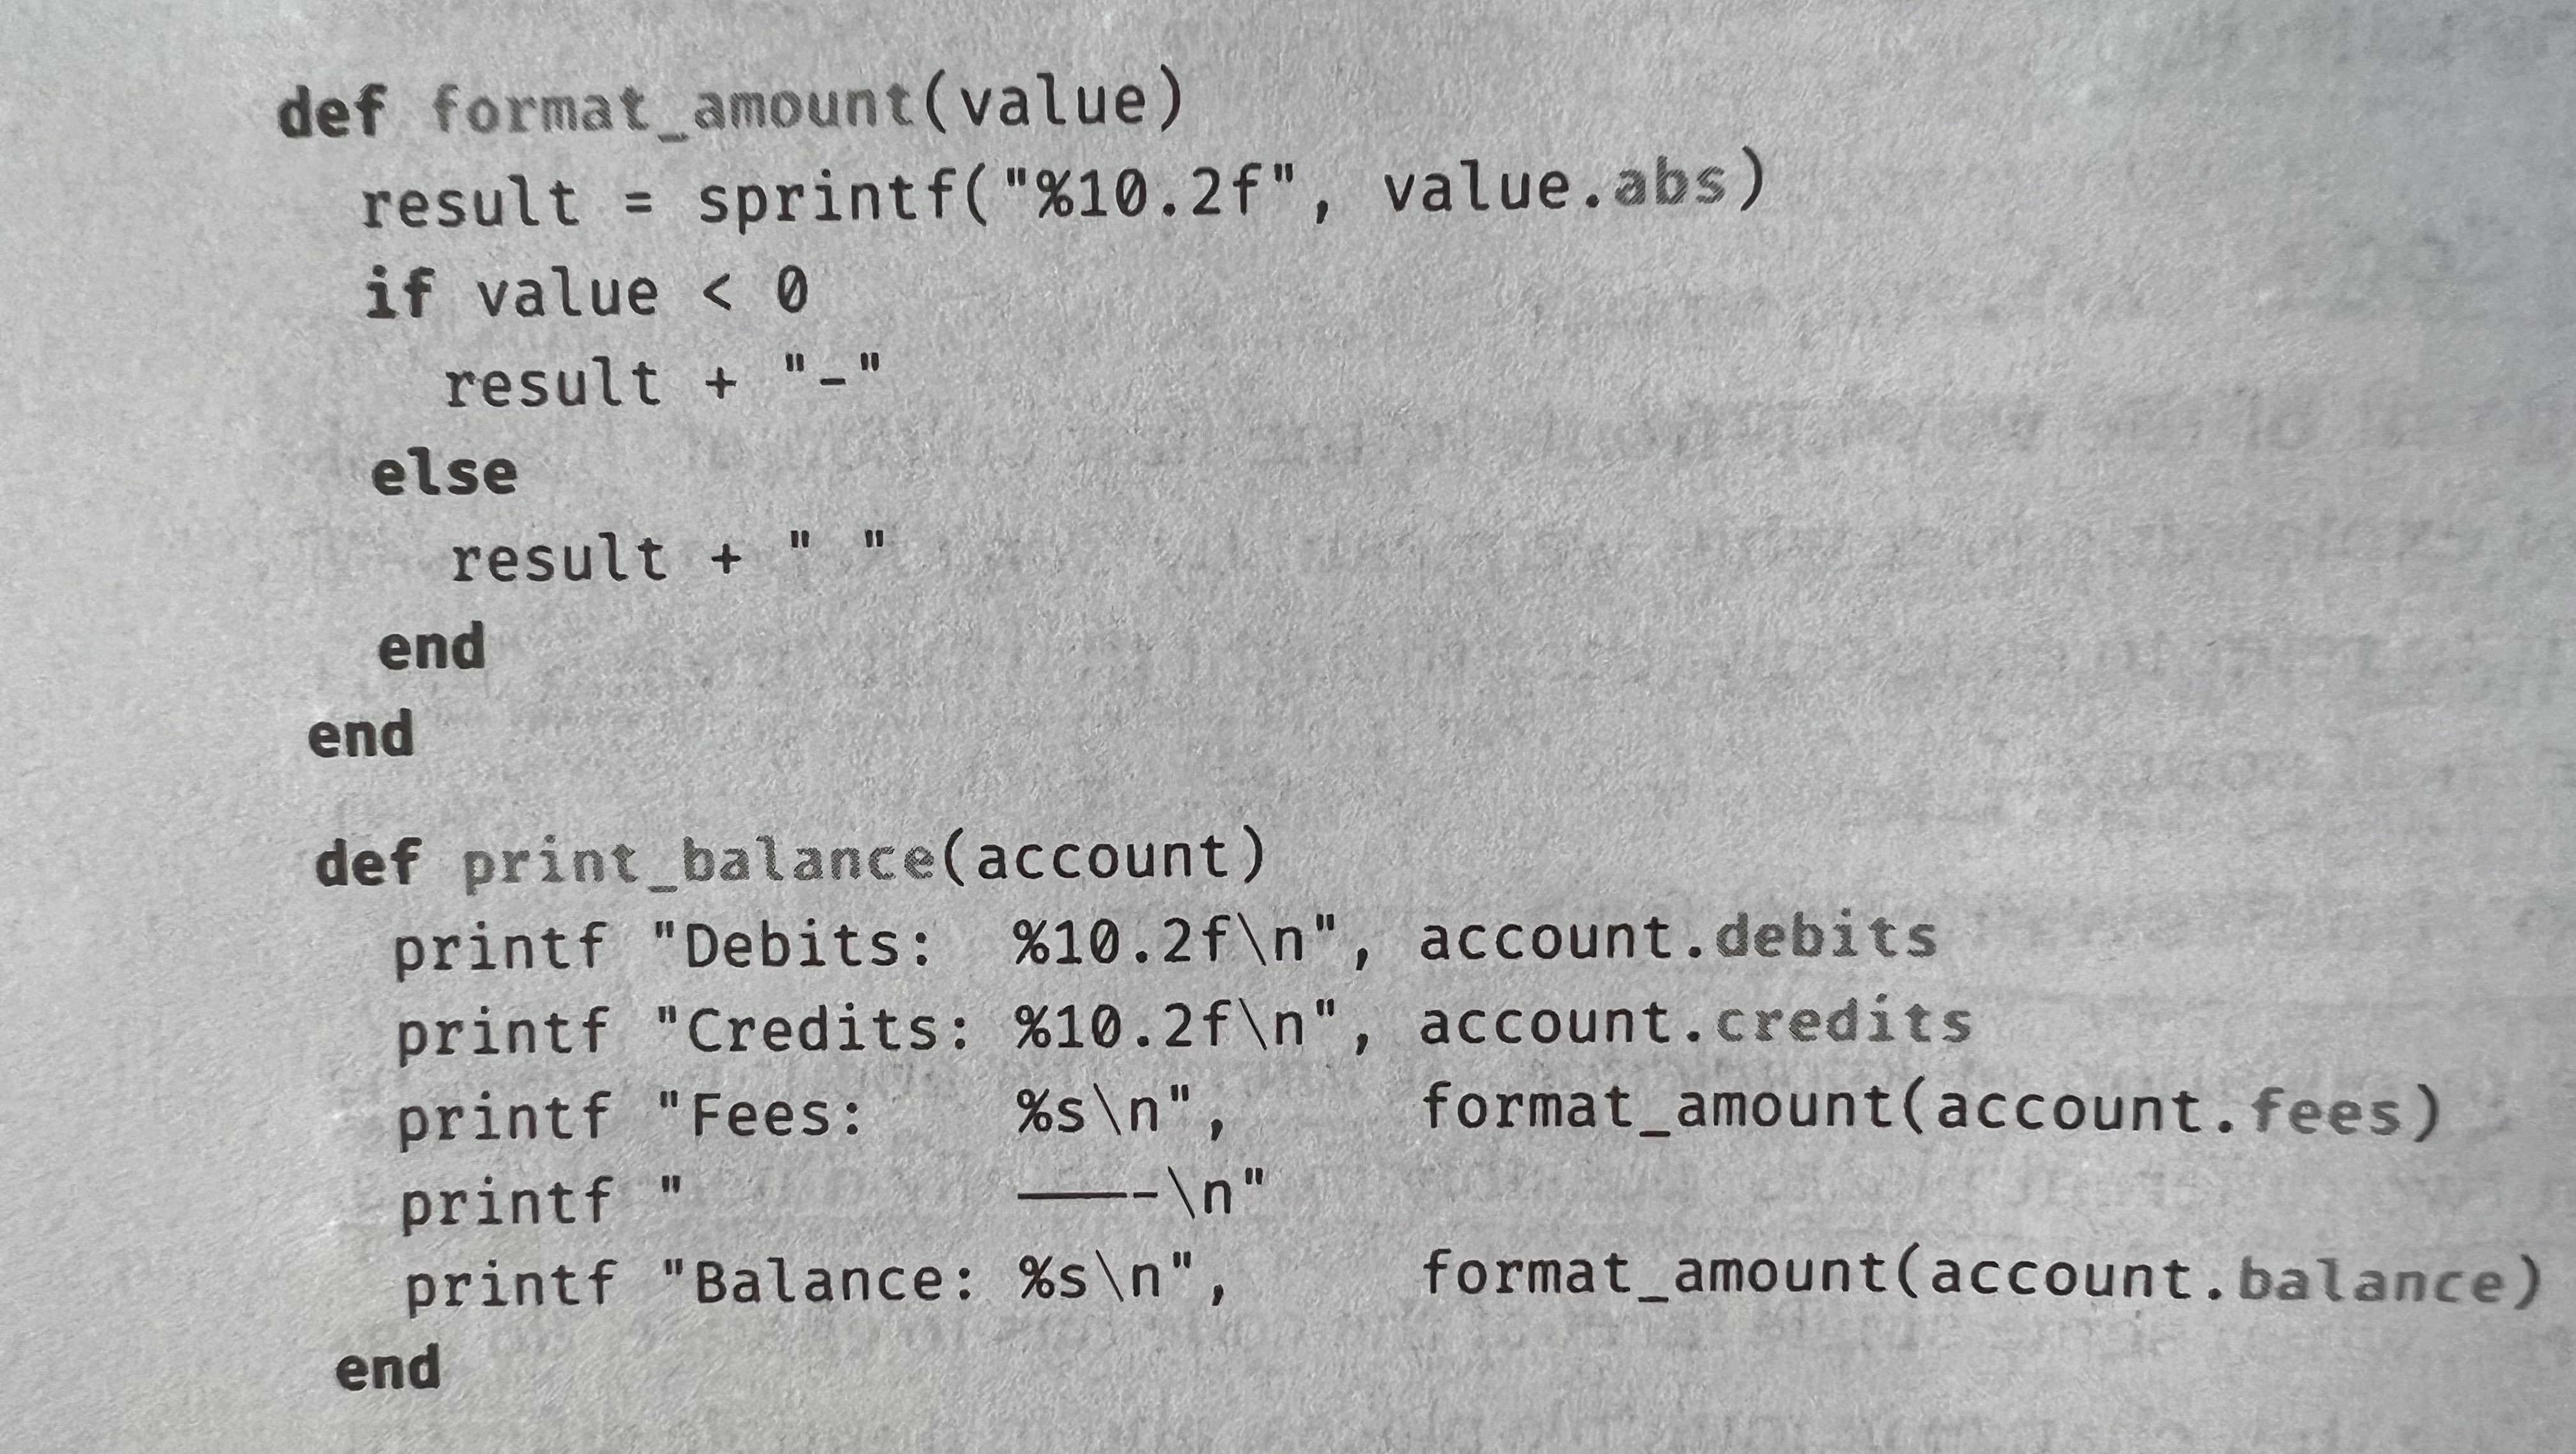 def format_amount(value)
  result = sprintf("%10.2f", value.abs)
  if value < 0
    result + "-"
  else
    result + " "
  end
end
def print_balance(account)
  printf "Debits:  %10.2f\n", account.debits
  printf "Credits: %10.2f\n", account.credits
  printf "Fees:    %s\n",     format_amount(account.fees)
  printf "         ———-\n"
  printf "Balance: %s\n",     format_amount(account.balance)
end